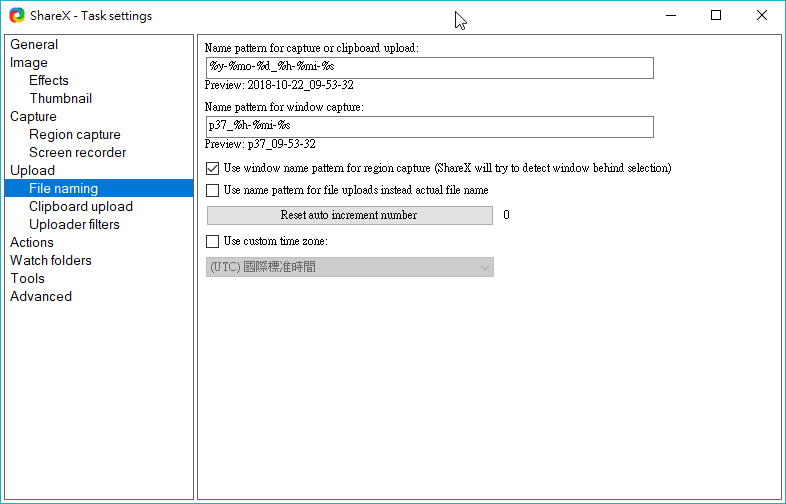 ShareX - Task settings
General
Image
Effects
Thumbnail
Capture
Region capture
Screen recorder
Upload
File naming
Clipboard upload
Uploader filters
Actions
Watch folders
Tools
Advanced
Name pattern for capture or clipboard upload:
%y-%mo-%d_%h-%mi-%s
Preview: 2018-10-22_09-53-32
Name pattern for window capture:
p37_%h-%mi-%s
Preview: p37_09-53-32
Use window name pattern for region capture (ShareX will try to detect window behind selection)
Use name pattern for file uploads instead actual file name
Reset auto increment number 0
Use custom time zone:
(UTC) 國際標准時間